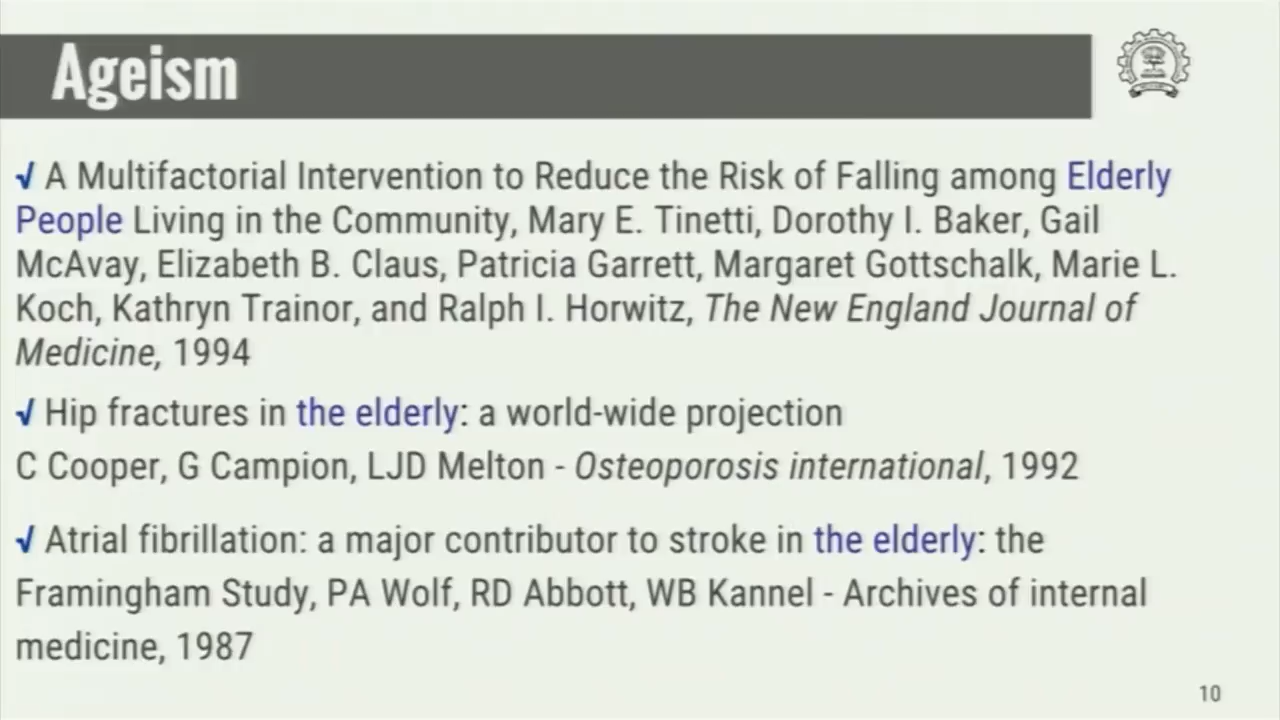 Ageism
√ A Multifactorial Intervention to Reduce the Risk of Falling among Elderly
People Living in the Community, Mary E. Tinetti, Dorothy I. Baker, Gail
McAvay, Elizabeth B. Claus, Patricia Garrett, Margaret Gottschalk, Marie L.
Koch, Kathryn Trainor, and Ralph I. Horwitz, The New England Journal of
Medicine, 1994
√ Hip fractures in the elderly: a world-wide projection
C Cooper, G Campion, LJD Melton - Osteoporosis international, 1992
√ Atrial fibrillation: a major contributor to stroke in the elderly: the
Framingham Study, PA Wolf, RD Abbott, WB Kannel - Archives of internal
medicine, 1987
10